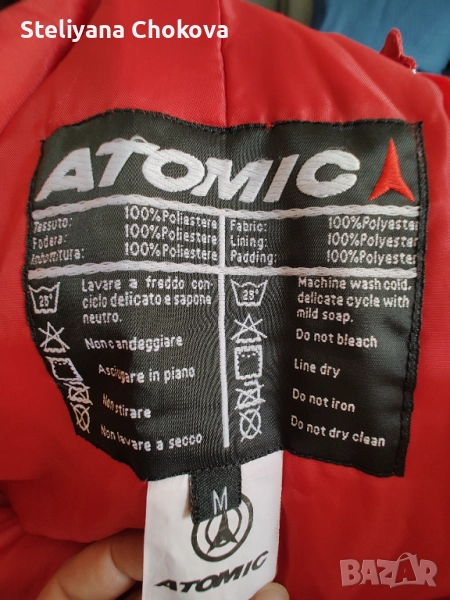 Steliyana Chokova
ATOMIC
Tessuto: 100%Poliestere
Fodera: 100%Poliestere
Imbottitura: 100%Poliestere
25°
Lavare a freddo con
ciclo delicato e sapone
neutro.
Non candeggiare
Asciugare in piano
Non stirare
Non lavare a secco
Fabric: 100%Polyester
Lining: 100%Polyester
Padding: 100%Polyester
25°
Machine wash cold.
delicate cycle with
mild soap.
Do not bleach
Line dry
Do not iron
Do not dry clean
M
ATOMIC
BAZAR